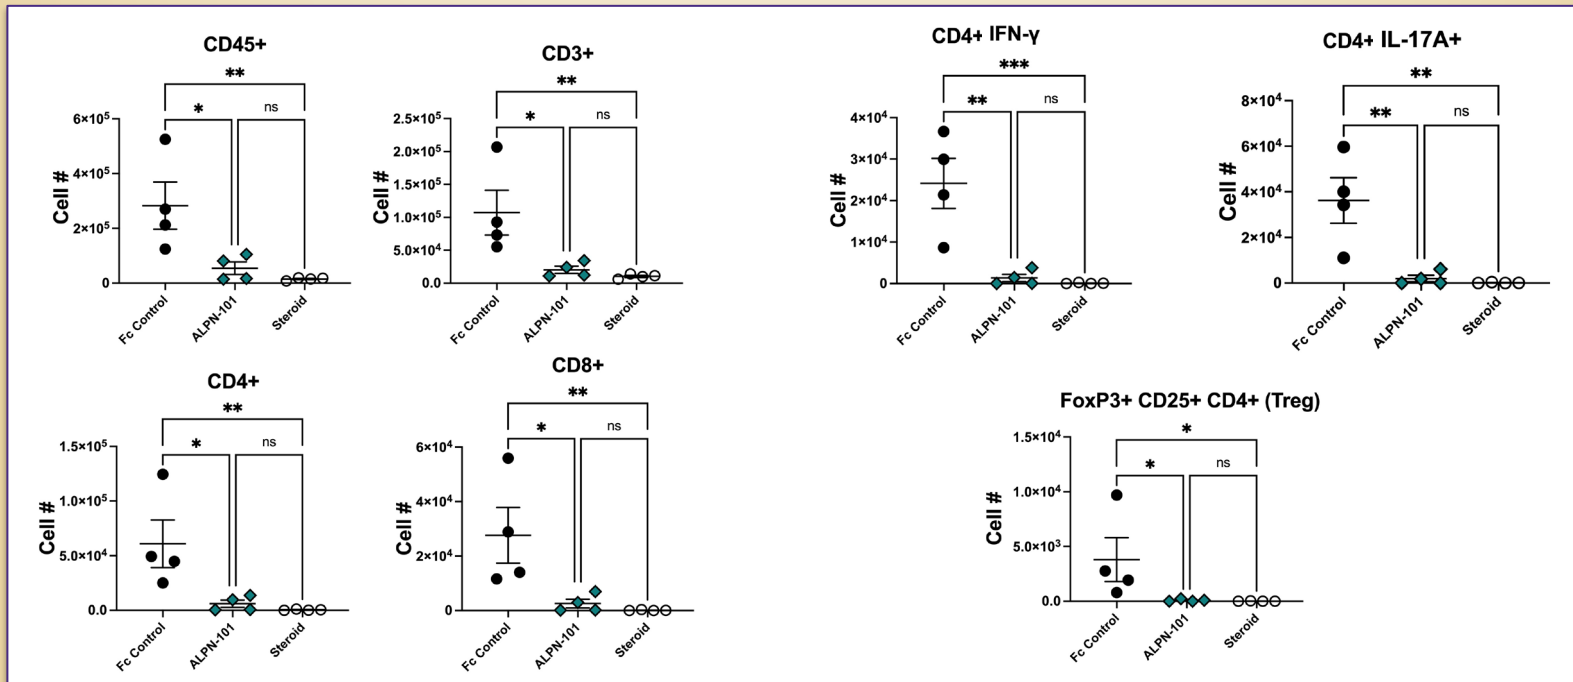 CD45+
**
*
ns
6×10⁵
4×10⁵
2×10⁵
0
Cell #
Fc Control
ALPN-101
Steroid
CD3+
**
*
ns
2.5×10⁵
2.0×10⁵
1.5×10⁵
1.0×10⁵
5.0×10⁴
0.0
Cell #
Fc Control
ALPN-101
Steroid
CD4+ IFN-γ
***
**
ns
4×10⁴
3×10⁴
2×10⁴
1×10⁴
0
Cell #
Fc Control
ALPN-101
Steroid
CD4+ IL-17A+
**
**
ns
8×10⁴
6×10⁴
4×10⁴
2×10⁴
0
Cell #
Fc Control
ALPN-101
Steroid
CD4+
**
*
ns
1.5×10⁵
1.0×10⁵
5.0×10⁴
0.0
Cell #
Fc Control
ALPN-101
Steroid
CD8+
**
*
ns
6×10⁴
4×10⁴
2×10⁴
0
Cell #
Fc Control
ALPN-101
Steroid
FoxP3+ CD25+ CD4+ (Treg)
*
*
ns
1.5×10⁴
1.0×10⁴
5.0×10³
0.0
Cell #
Fc Control
ALPN-101
Steroid